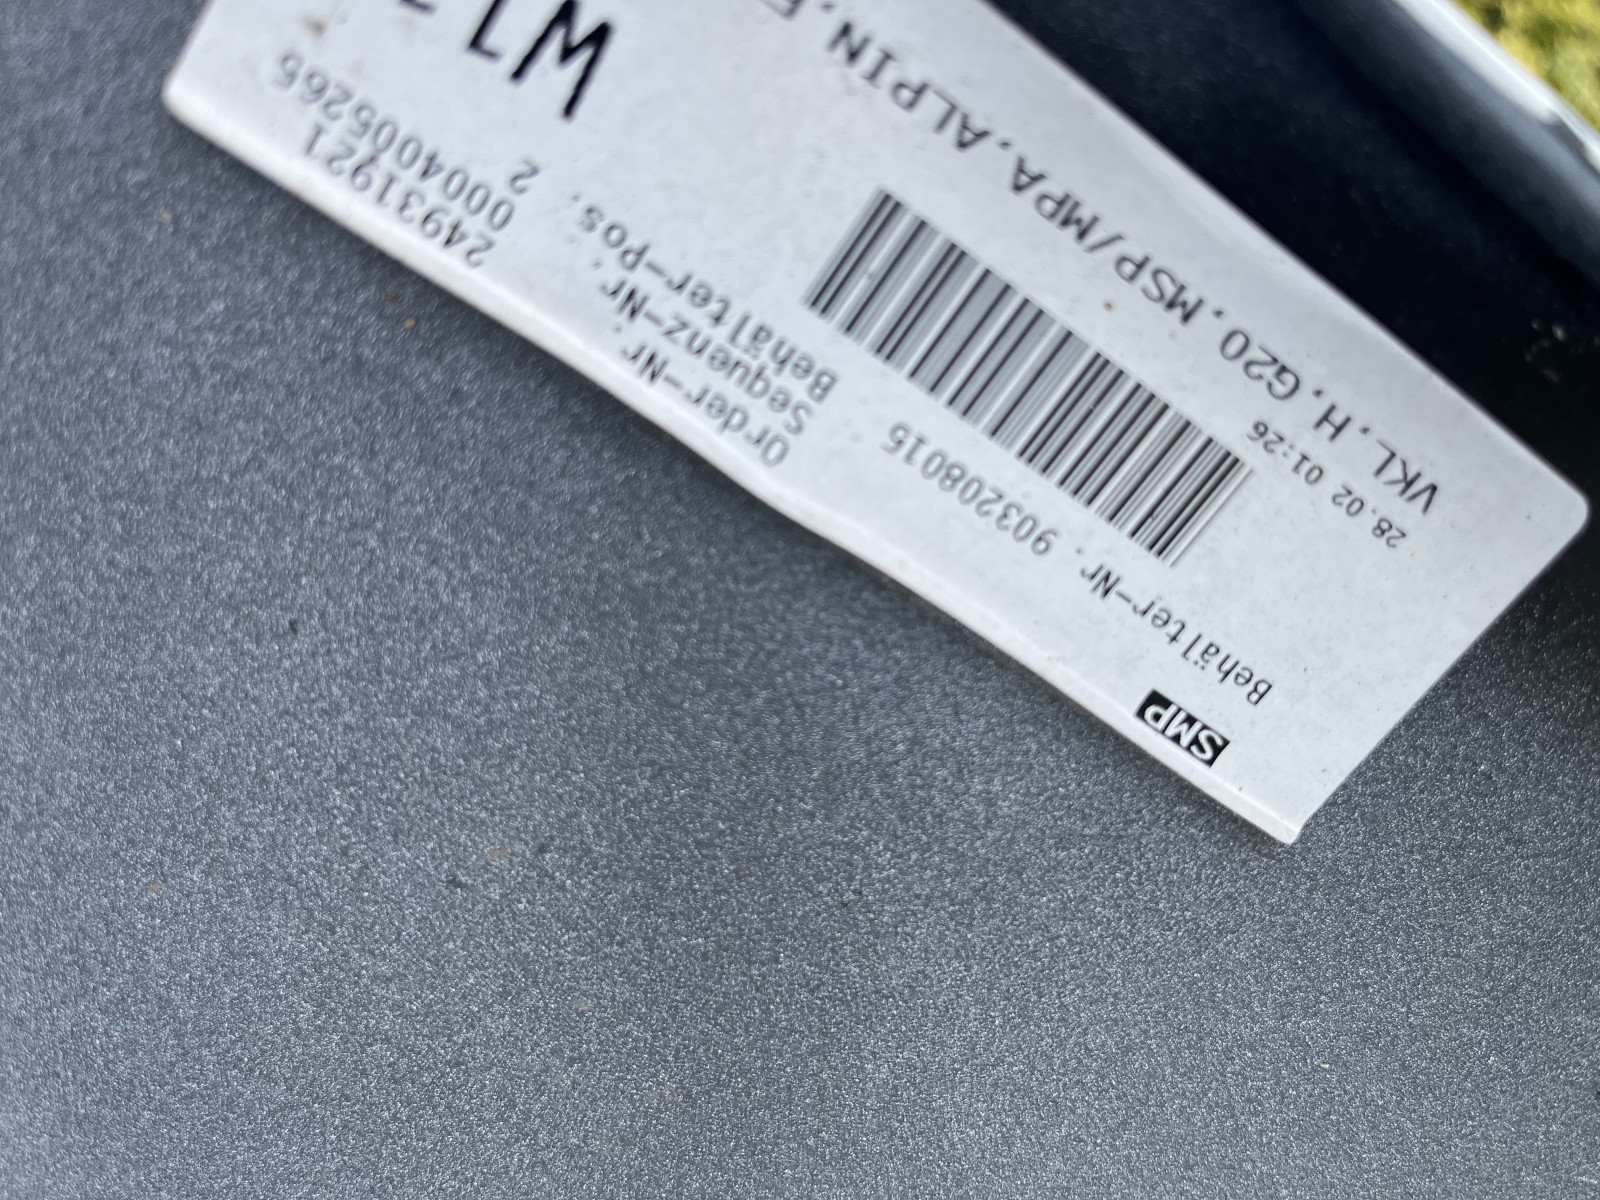 SMP
Behälter-Nr. 9032080015
Order-Nr. 24931921
Sequenz-Nr. 0004005265
Behälter-Pos. 2
28.02 01:26
VKL.H.G20.MSP/MPA.ALPIN.